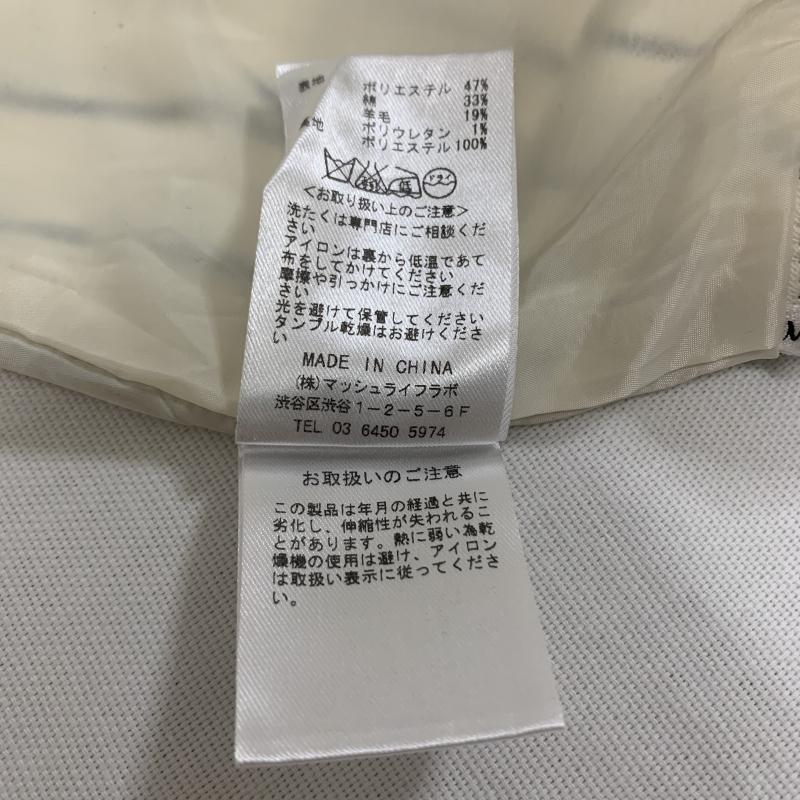 表地 ポリエステル 47%
綿 33%
羊毛 19%
ポリウレタン 1%
地 ポリエステル 100%
ドライ
低
<お取り扱い上のご注意>
洗たくは専門店にご相談くだ
さい
アイロンは裏から低温であて
布をしてかけてください
摩擦や引っかけにご注意くだ
さい
光を避けて保管してください
タンブル乾燥はお避けくださ
い
MADE IN CHINA
(株)マッシュライフラボ
渋谷区渋谷1-2-5-6F
TEL 03 6450 5974
お取扱いのご注意
この製品は年月の経過と共に
劣化し、伸縮性が失われるこ
とがあります。熱に弱い為乾
燥機の使用は避け、アイロン
は取扱い表示に従ってくださ
い。